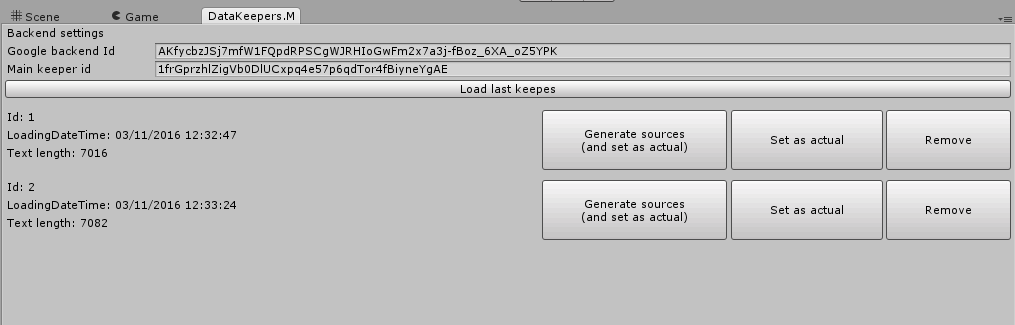 Scene Game DataKeepers.M
Backend settings
Google backend Id AKfycbzJSj7mfW1FQpdRPSCgWJRHIoGwFm2x7a3j-fBoz_6XA_oZ5YPK
Main keeper id 1frGprzhlZigVb0DlUCxpq4e57p6qdTor4fBiyneYgAE
Load last keepes
Id: 1
LoadingDateTime: 03/11/2016 12:32:47
Text length: 7016
Generate sources
(and set as actual)
Set as actual
Remove
Id: 2
LoadingDateTime: 03/11/2016 12:33:24
Text length: 7082
Generate sources
(and set as actual)
Set as actual
Remove